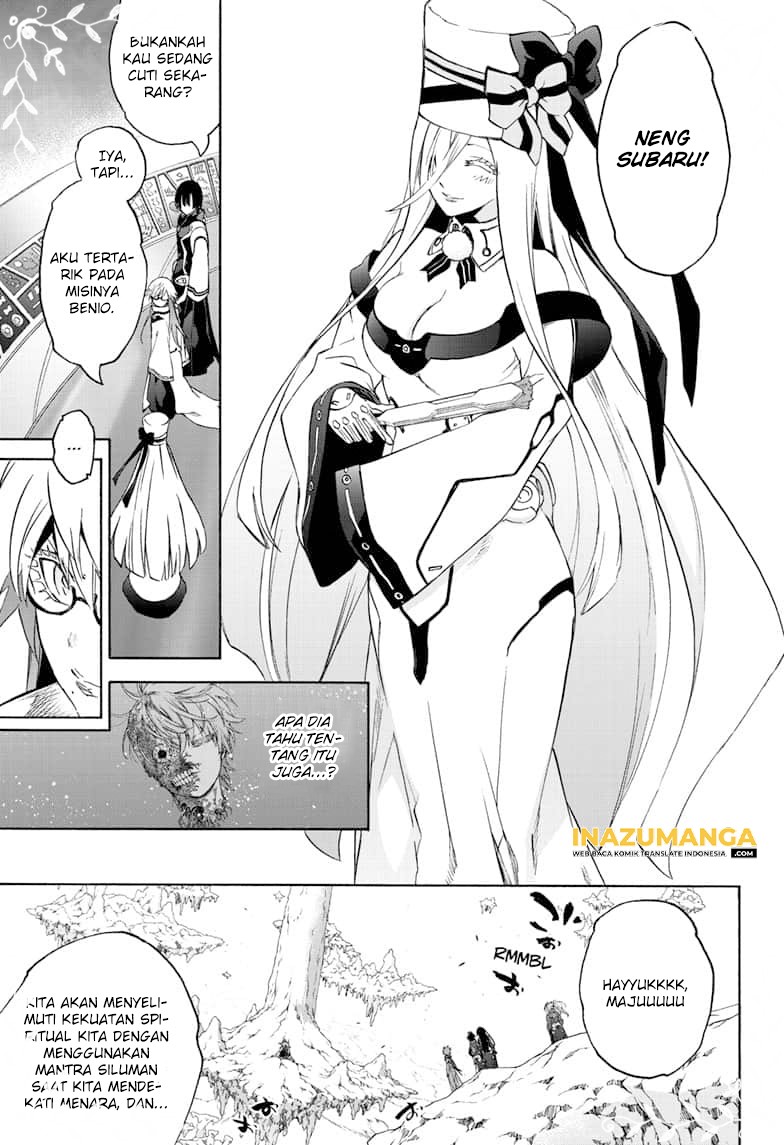 NENG
SUBARU!
BUKANKAH
KAU SEDANG
CUTI SEKA-
RANG?
IYA,
TAPI...
AKU TERTA-
RIK PADA
MISINYA
BENIO.
...
APA DIA
TAHU TEN-
TANG ITU
JUGA...?
INAZUMANGA
WEB BACA KOMIK TRANSLATE INDONESIA .COM
HAYYUKKKK,
MAJUUUUU
RMMBL
KITA AKAN MENYELI-
MUTI KEKUATAN SPI-
RITUAL KITA DENGAN
MENGGUNAKAN
MANTRA SILUMAN
SAAT KITA MENDE-
KATI MENARA, DAN...